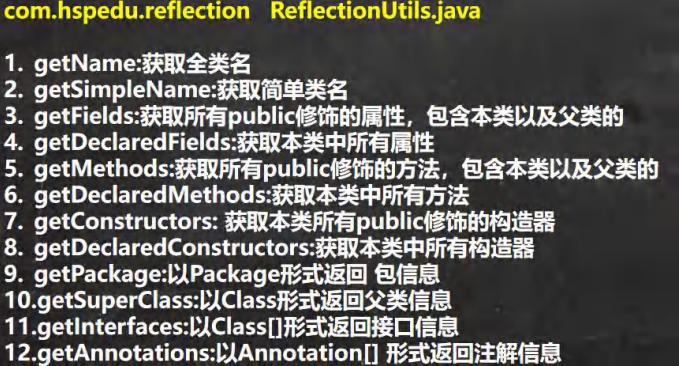 com.hspedu.reflection ReflectionUtils.java
1. getName:获取全类名
2. getSimpleName:获取简单类名
3. getFields:获取所有public修饰的属性，包含本类以及父类的
4. getDeclaredFields:获取本类中所有属性
5. getMethods:获取所有public修饰的方法，包含本类以及父类的
6. getDeclaredMethods:获取本类中所有方法
7. getConstructors: 获取本类所有public修饰的构造器
8. getDeclaredConstructors:获取本类中所有构造器
9. getPackage:以Package形式返回 包信息
10.getSuperClass:以Class形式返回父类信息
11.getInterfaces:以Class[]形式返回接口信息
12.getAnnotations:以Annotation[] 形式返回注解信息